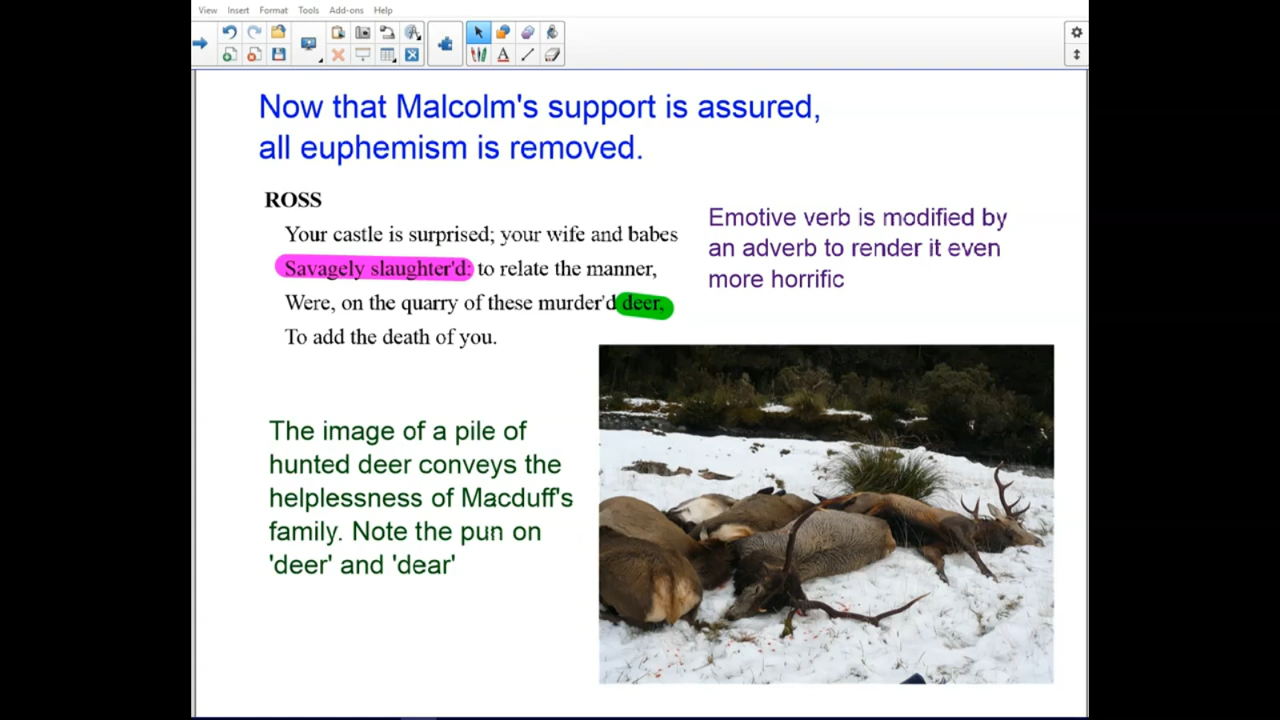 View Insert Format Tools Add-ons Help
Now that Malcolm's support is assured,
all euphemism is removed.
ROSS
Your castle is surprised; your wife and babes
Savagely slaughter'd: to relate the manner,
Were, on the quarry of these murder'd deer,
To add the death of you.
Emotive verb is modified by
an adverb to render it even
more horrific
The image of a pile of
hunted deer conveys the
helplessness of Macduff's
family. Note the pun on
'deer' and 'dear'